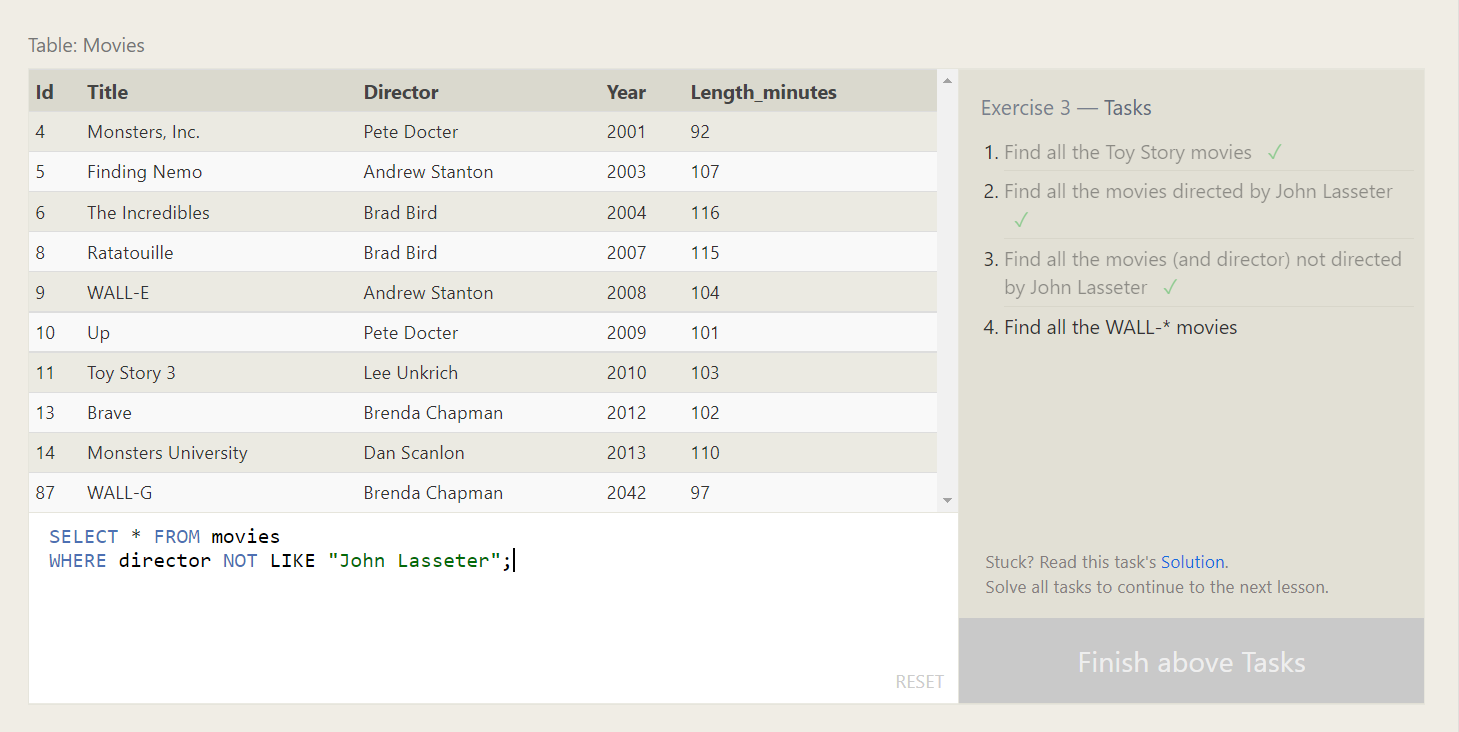 Table: Movies
Id Title Director Year Length_minutes
4 Monsters, Inc. Pete Docter 2001 92
5 Finding Nemo Andrew Stanton 2003 107
6 The Incredibles Brad Bird 2004 116
8 Ratatouille Brad Bird 2007 115
9 WALL-E Andrew Stanton 2008 104
10 Up Pete Docter 2009 101
11 Toy Story 3 Lee Unkrich 2010 103
13 Brave Brenda Chapman 2012 102
14 Monsters University Dan Scanlon 2013 110
87 WALL-G Brenda Chapman 2042 97
SELECT * FROM movies
WHERE director NOT LIKE "John Lasseter";
RESET
Exercise 3 — Tasks
1. Find all the Toy Story movies ✓
2. Find all the movies directed by John Lasseter
✓
3. Find all the movies (and director) not directed
by John Lasseter ✓
4. Find all the WALL-* movies
Stuck? Read this task's Solution.
Solve all tasks to continue to the next lesson.
Finish above Tasks